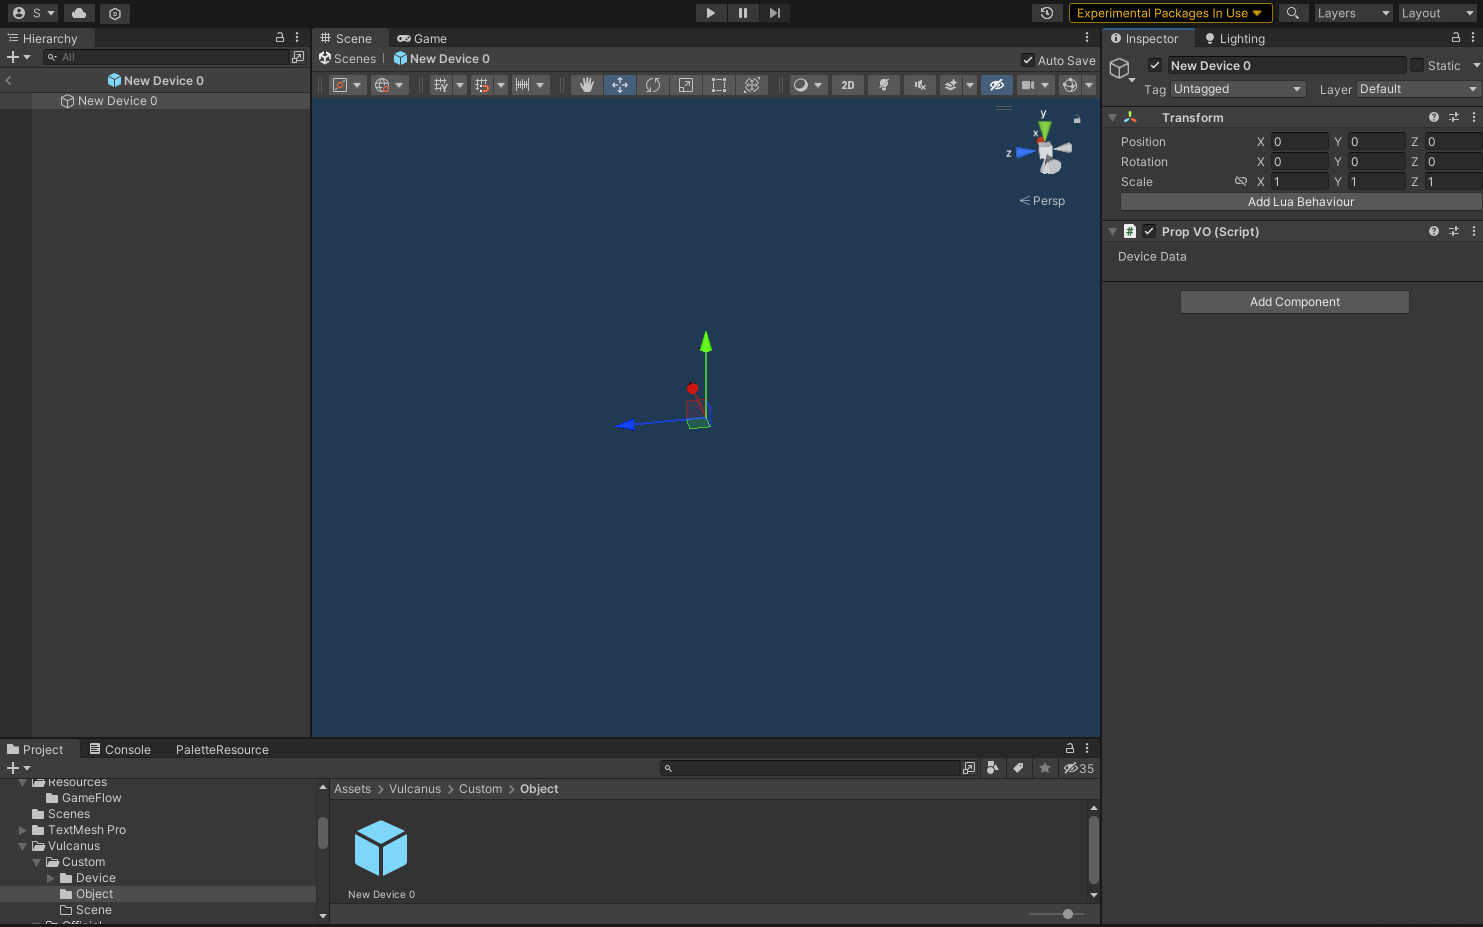 S
Experimental Packages In Use
Layers
Layout
Hierarchy
All
New Device 0
New Device 0
Scene
Game
Scenes
New Device 0
Auto Save
2D
y
x
z
Persp
Inspector
Lighting
New Device 0
Static
Tag
Untagged
Layer
Default
Transform
Position X 0 Y 0 Z 0
Rotation X 0 Y 0 Z 0
Scale X 1 Y 1 Z 1
Add Lua Behaviour
# Prop VO (Script)
Device Data
Add Component
Project
Console
PaletteResource
35
Resources
GameFlow
Scenes
TextMesh Pro
Vulcanus
Custom
Device
Object
Scene
Official
Assets > Vulcanus > Custom > Object
New Device 0